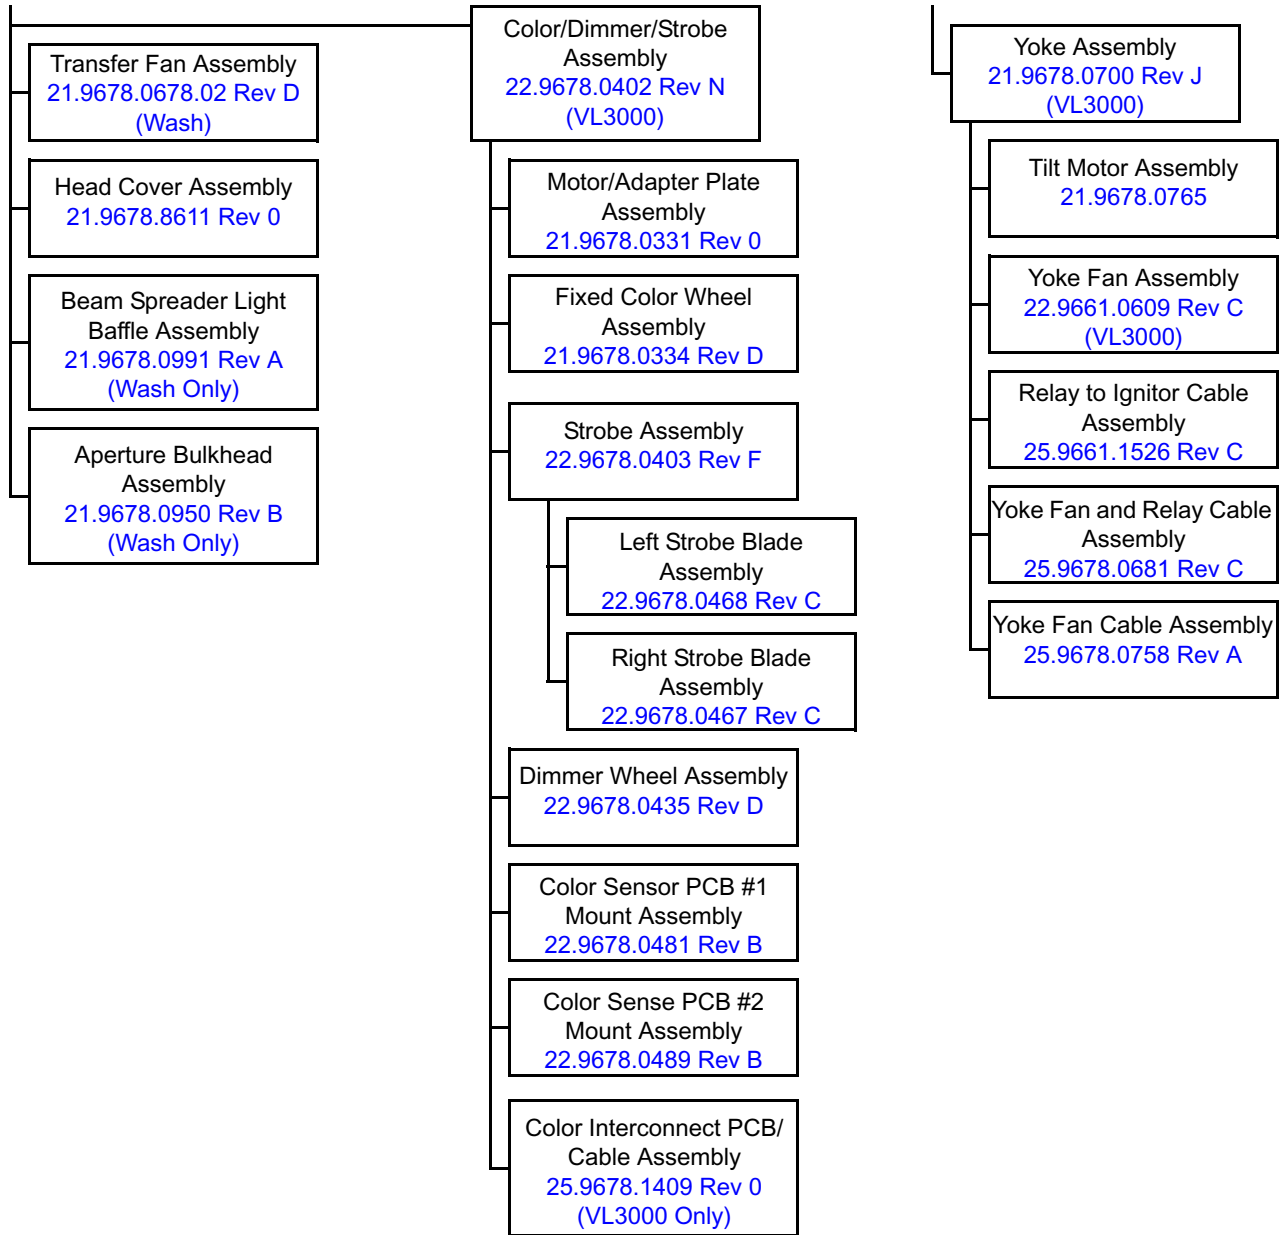 Transfer Fan Assembly
21.9678.0678.02 Rev D
(Wash)
Head Cover Assembly
21.9678.8611 Rev 0
Beam Spreader Light
Baffle Assembly
21.9678.0991 Rev A
(Wash Only)
Aperture Bulkhead
Assembly
21.9678.0950 Rev B
(Wash Only)
Color/Dimmer/Strobe
Assembly
22.9678.0402 Rev N
(VL3000)
Motor/Adapter Plate
Assembly
21.9678.0331 Rev 0
Fixed Color Wheel
Assembly
21.9678.0334 Rev D
Strobe Assembly
22.9678.0403 Rev F
Left Strobe Blade
Assembly
22.9678.0468 Rev C
Right Strobe Blade
Assembly
22.9678.0467 Rev C
Dimmer Wheel Assembly
22.9678.0435 Rev D
Color Sensor PCB #1
Mount Assembly
22.9678.0481 Rev B
Color Sense PCB #2
Mount Assembly
22.9678.0489 Rev B
Color Interconnect PCB/
Cable Assembly
25.9678.1409 Rev 0
(VL3000 Only)
Yoke Assembly
21.9678.0700 Rev J
(VL3000)
Tilt Motor Assembly
21.9678.0765
Yoke Fan Assembly
22.9661.0609 Rev C
(VL3000)
Relay to Ignitor Cable
Assembly
25.9661.1526 Rev C
Yoke Fan and Relay Cable
Assembly
25.9678.0681 Rev C
Yoke Fan Cable Assembly
25.9678.0758 Rev A